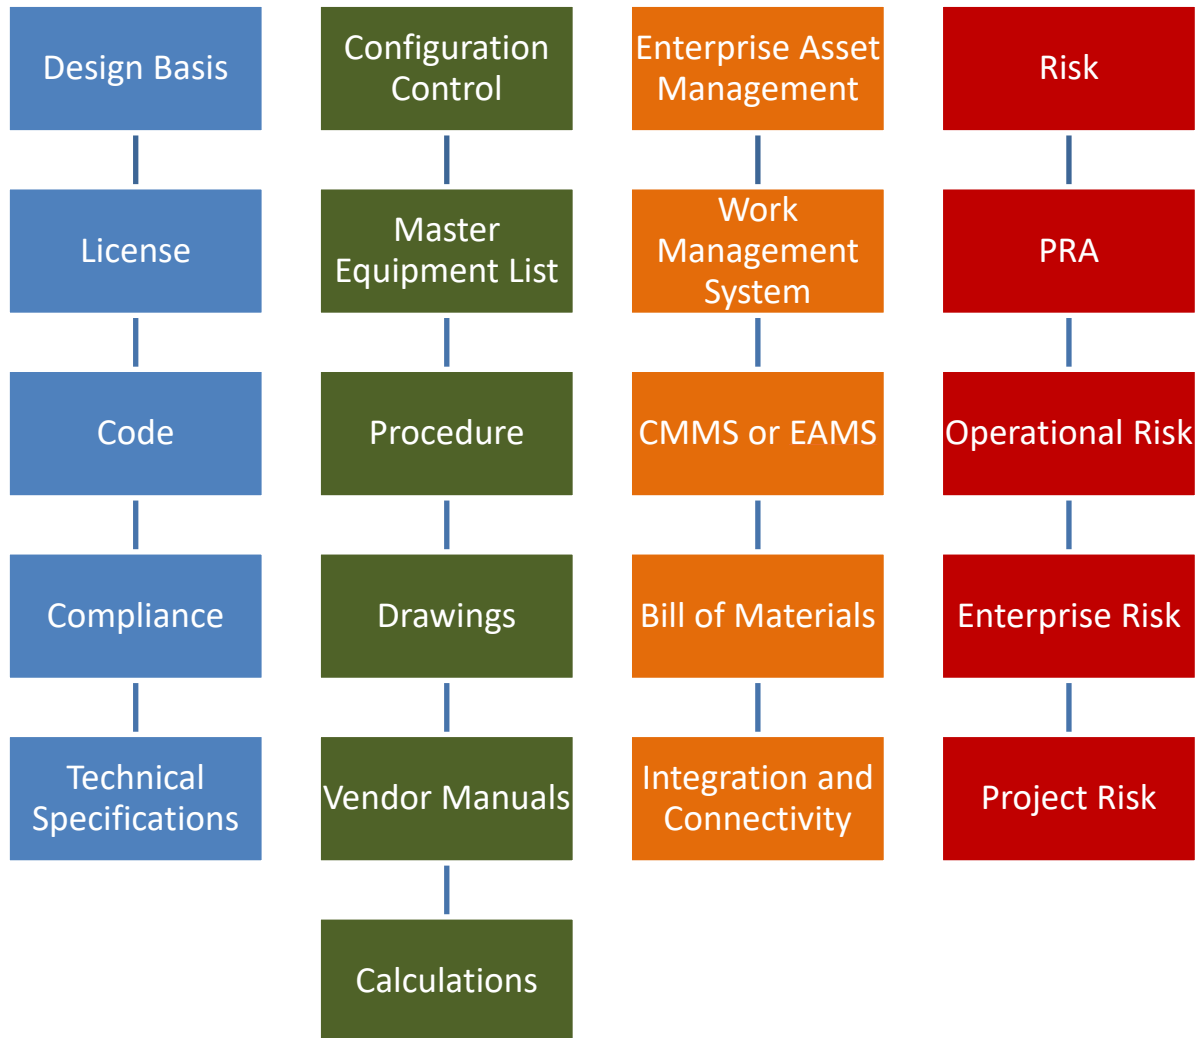 Design Basis
License
Code
Compliance
Technical
Specifications
Configuration
Control
Master
Equipment List
Procedure
Drawings
Vendor Manuals
Calculations
Enterprise Asset
Management
Work
Management
System
CMMS or EAMS
Bill of Materials
Integration and
Connectivity
Risk
PRA
Operational Risk
Enterprise Risk
Project Risk